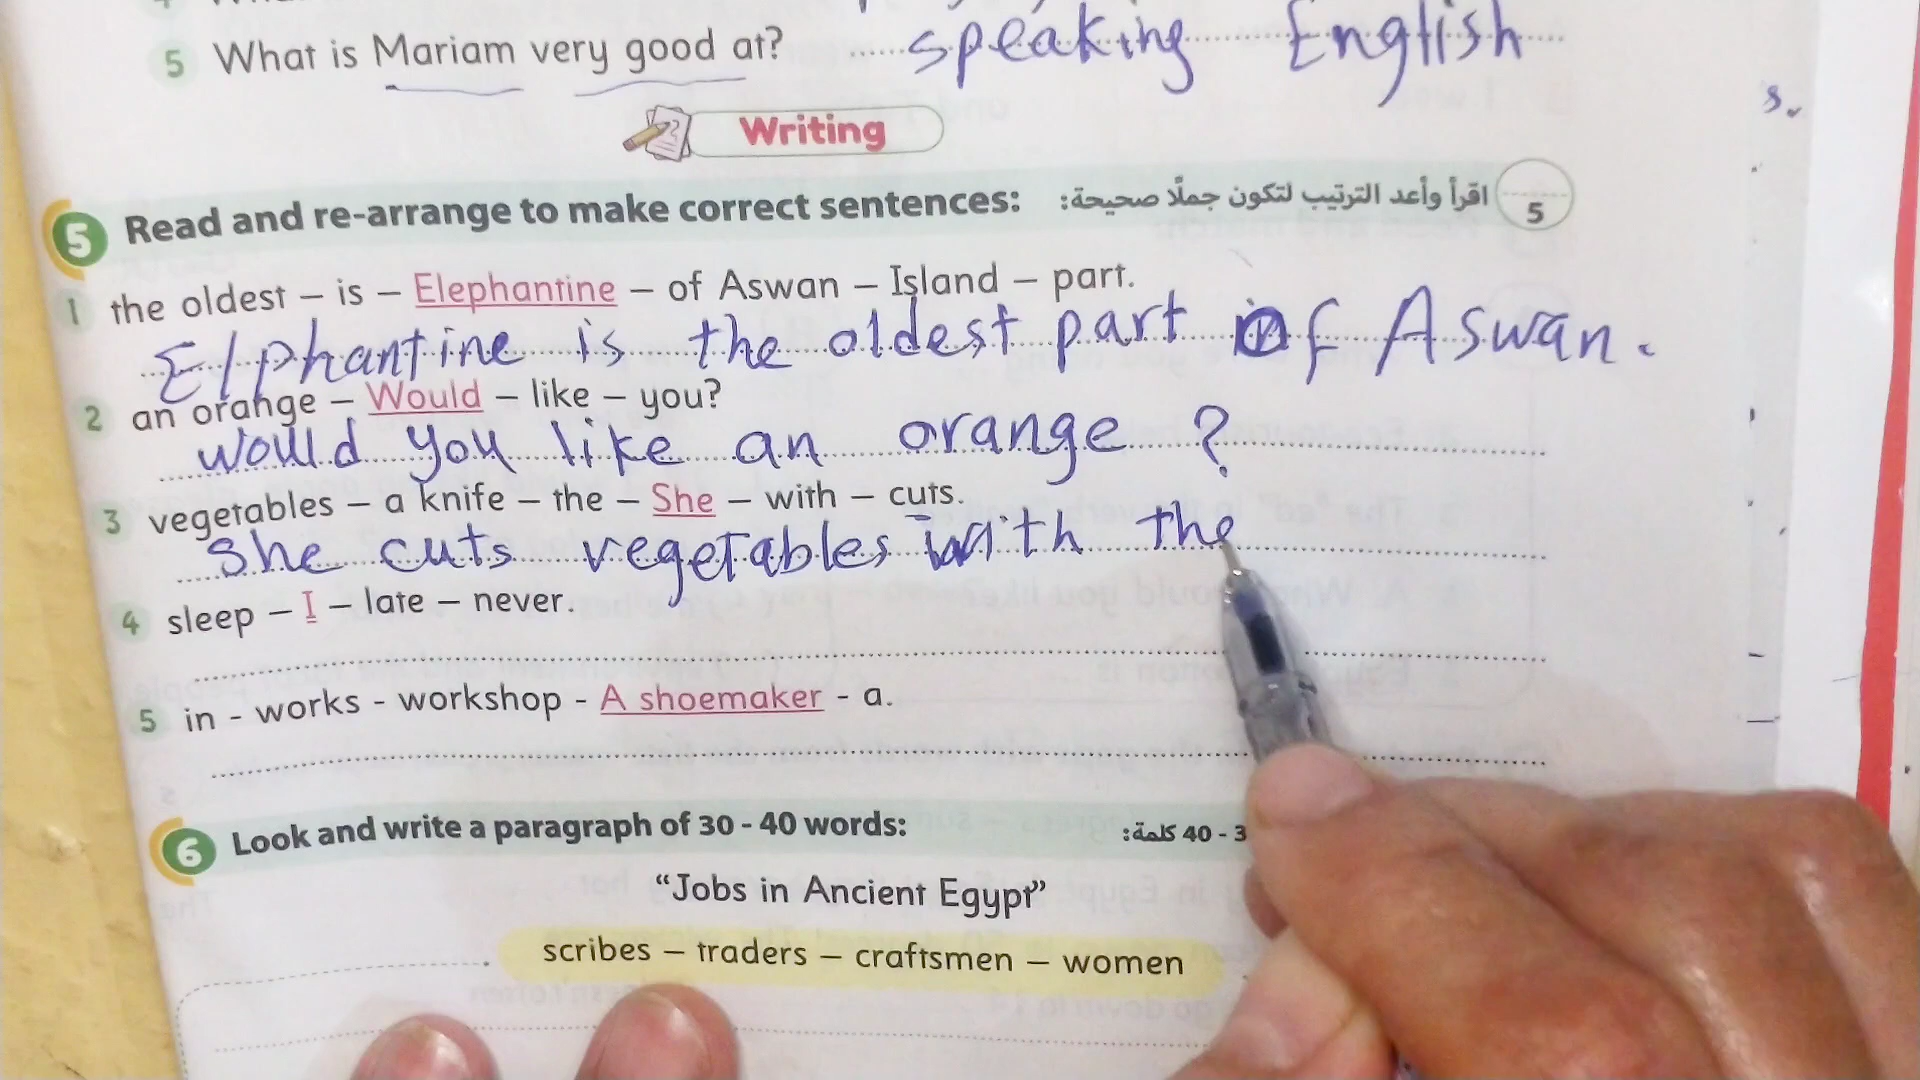 5 What is Mariam very good at? speaking English
Writing
5 Read and re-arrange to make correct sentences: اقرأ وأعد الترتيب لتكون جملًا صحيحة: 5
1 the oldest – is – Elephantine – of Aswan – Island – part.
Elphantine is the oldest part of Aswan.
2 an orange – Would – like – you?
would you like an orange ?
3 vegetables – a knife – the – She – with – cuts.
She cuts vegetables with the
4 sleep – I – late – never.
5 in - works - workshop - A shoemaker - a.
6 Look and write a paragraph of 30 - 40 words: 3 - 40 كلمة:
“Jobs in Ancient Egypt”
scribes – traders – craftsmen – women